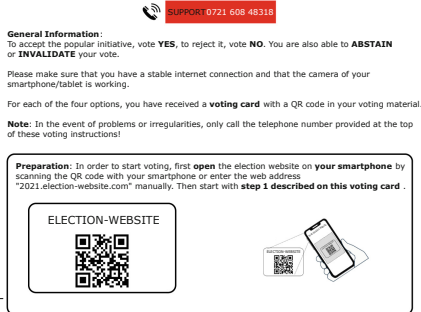 SUPPORT 0721 608 48318
General Information:
To accept the popular initiative, vote YES, to reject it, vote NO. You are also able to ABSTAIN
or INVALIDATE your vote.
Please make sure that you have a stable internet connection and that the camera of your
smartphone/tablet is working.
For each of the four options, you have received a voting card with a QR code in your voting material.
Note: In the event of problems or irregularities, only call the telephone number provided at the top
of these voting instructions!
Preparation: In order to start voting, first open the election website on your smartphone by
scanning the QR code with your smartphone or enter the web address
"2021.election-website.com" manually. Then start with step 1 described on this voting card .
ELECTION-WEBSITE
ELECTION-WEBSITE